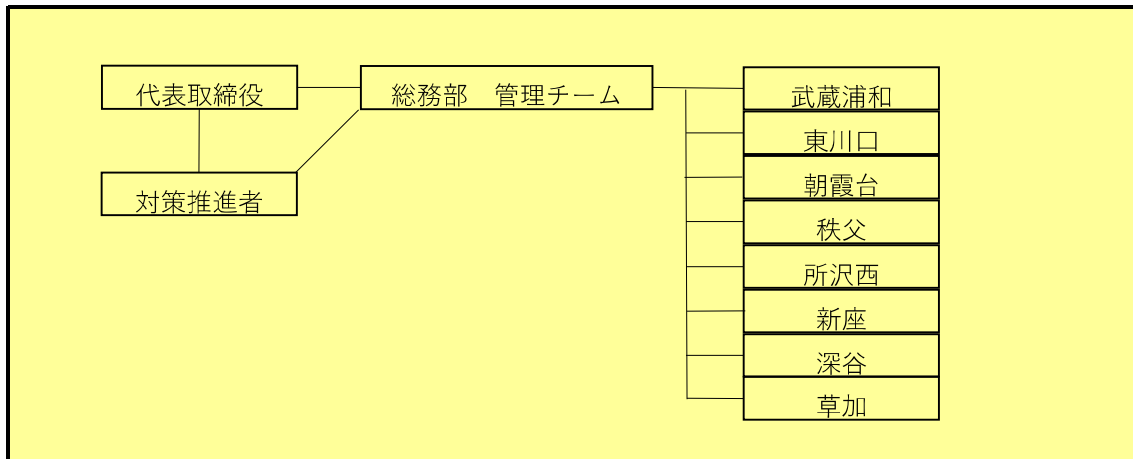 代表取締役
総務部　管理チーム
対策推進者
武蔵浦和
東川口
朝霞台
秩父
所沢西
新座
深谷
草加